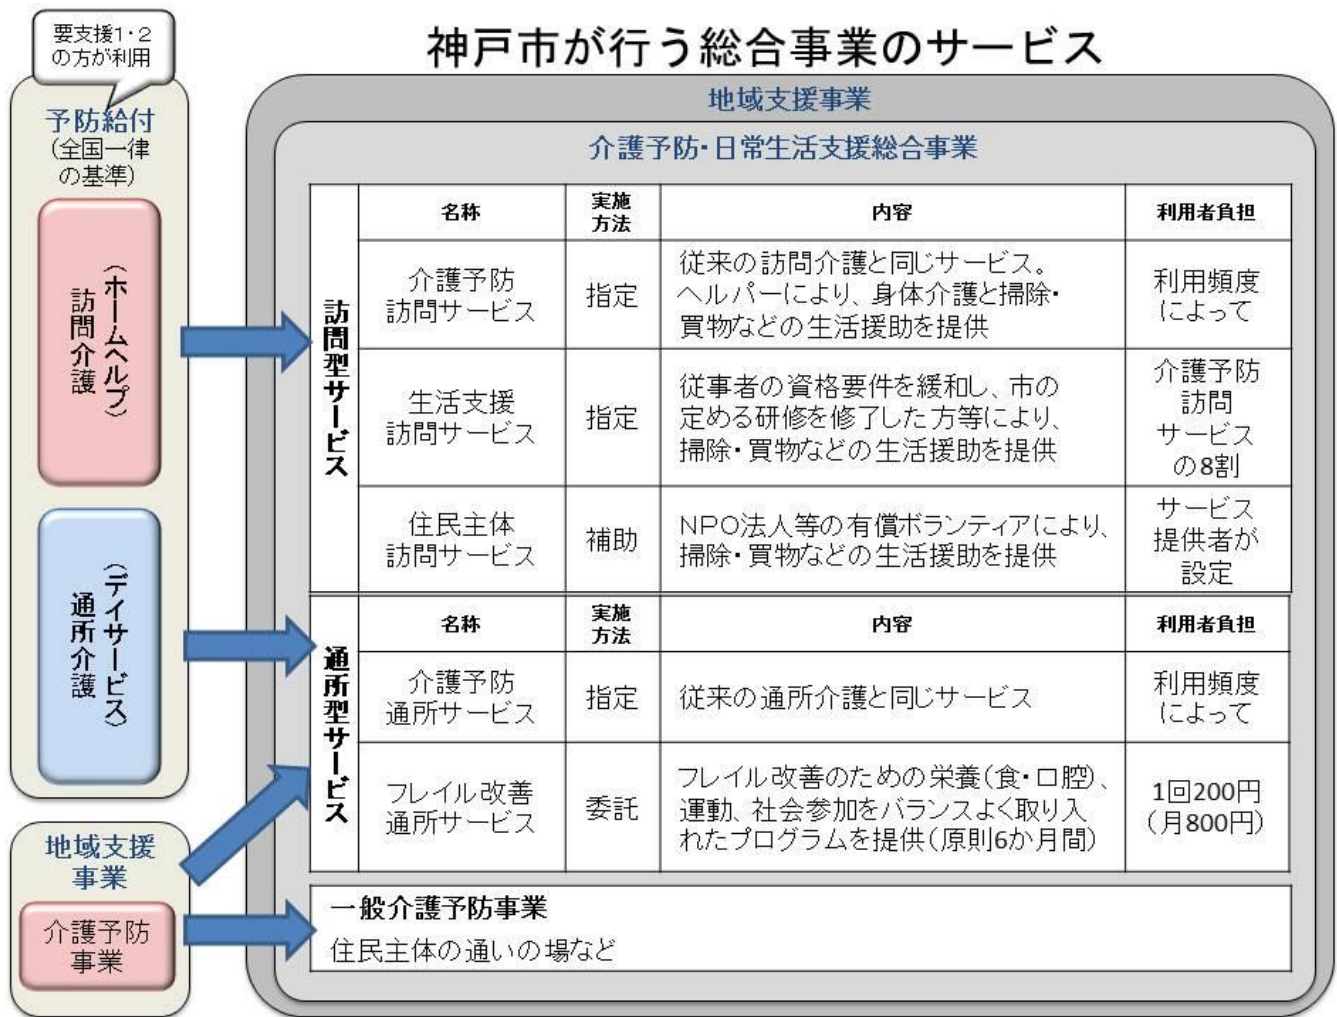 要支援1・2
の方が利用
神戸市が行う総合事業のサービス
予防給付
(全国一律
の基準)
(ホームヘルプ)
訪問介護
(デイサービス)
通所介護
地域支援
事業
介護予防
事業
地域支援事業
介護予防・日常生活支援総合事業
訪問型サービス
名称
実施
方法
内容
利用者負担
介護予防
訪問サービス
指定
従来の訪問介護と同じサービス。
ヘルパーにより、身体介護と掃除・
買物などの生活援助を提供
利用頻度
によって
生活支援
訪問サービス
指定
従事者の資格要件を緩和し、市の
定める研修を修了した方等により、
掃除・買物などの生活援助を提供
介護予防
訪問
サービス
の8割
住民主体
訪問サービス
補助
NPO法人等の有償ボランティアにより、
掃除・買物などの生活援助を提供
サービス
提供者が
設定
通所型サービス
名称
実施
方法
内容
利用者負担
介護予防
通所サービス
指定
従来の通所介護と同じサービス
利用頻度
によって
フレイル改善
通所サービス
委託
フレイル改善のための栄養(食・口腔)、
運動、社会参加をバランスよく取り入
れたプログラムを提供(原則6か月間)
1回200円
(月800円)
一般介護予防事業
住民主体の通いの場など